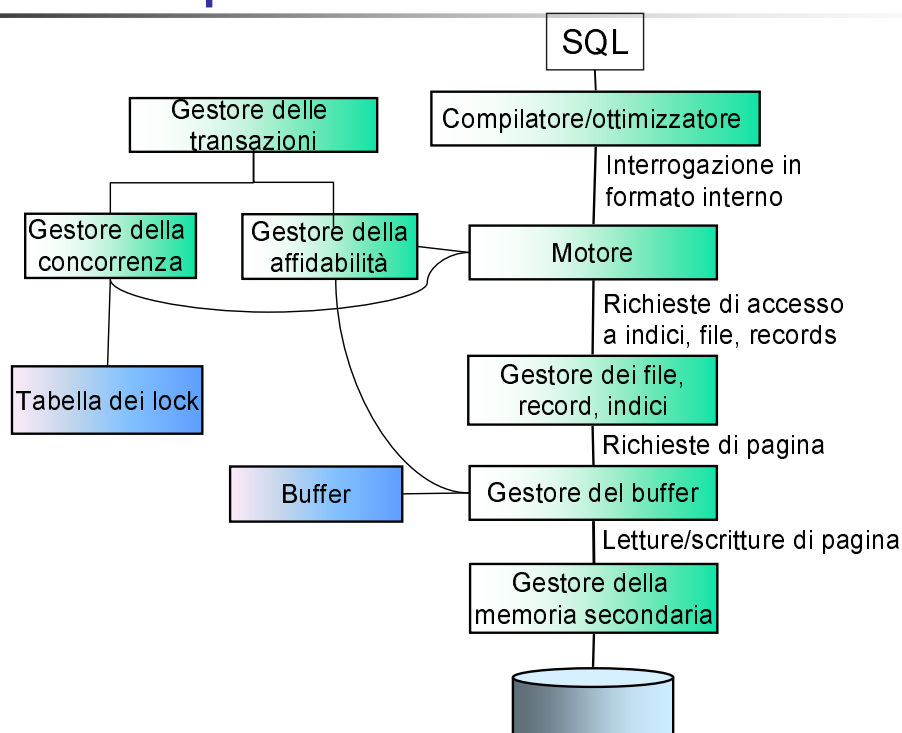 SQL
Gestore delle
transazioni
Compilatore/ottimizzatore
Interrogazione in
formato interno
Gestore della
concorrenza
Gestore della
affidabilità
Motore
Richieste di accesso
a indici, file, records
Tabella dei lock
Gestore dei file,
record, indici
Richieste di pagina
Buffer
Gestore del buffer
Letture/scritture di pagina
Gestore della
memoria secondaria